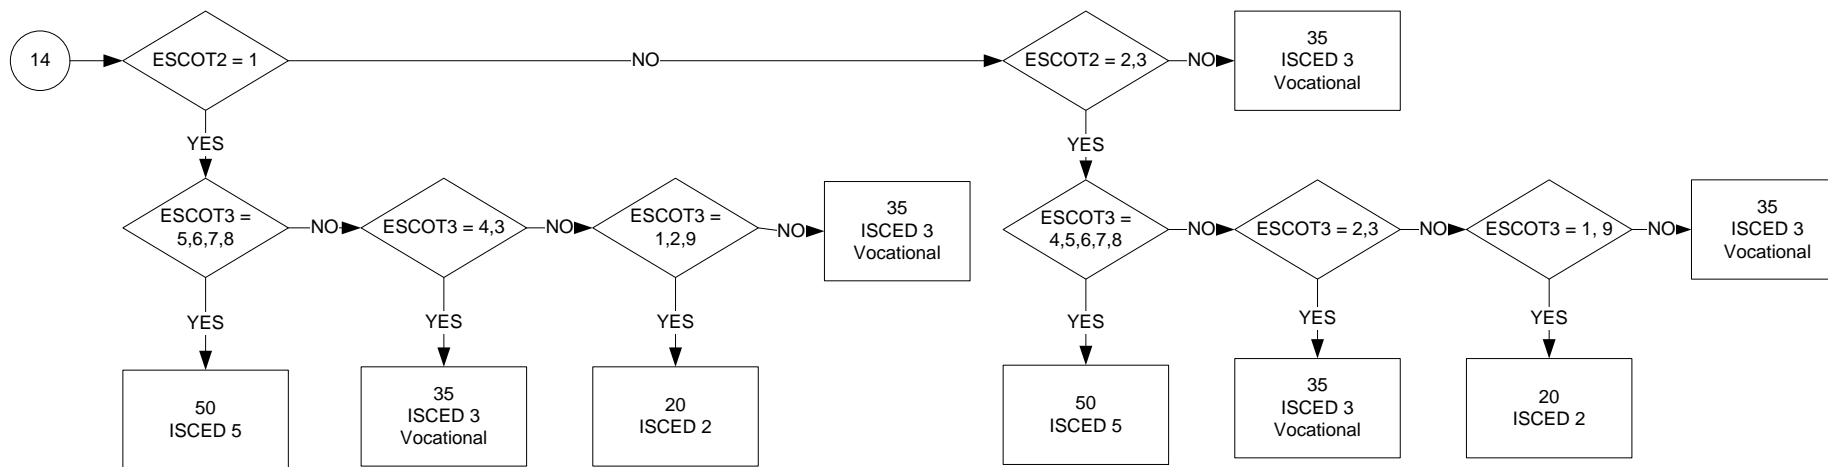 14
ESCOT2 = 1
NO
ESCOT2 = 2,3
NO
35
ISCED 3
Vocational
YES
YES
ESCOT3 =
5,6,7,8
NO
ESCOT3 = 4,3
NO
ESCOT3 =
1,2,9
NO
35
ISCED 3
Vocational
ESCOT3 =
4,5,6,7,8
NO
ESCOT3 = 2,3
NO
ESCOT3 = 1, 9
NO
35
ISCED 3
Vocational
YES
YES
YES
YES
YES
YES
50
ISCED 5
35
ISCED 3
Vocational
20
ISCED 2
50
ISCED 5
35
ISCED 3
Vocational
20
ISCED 2